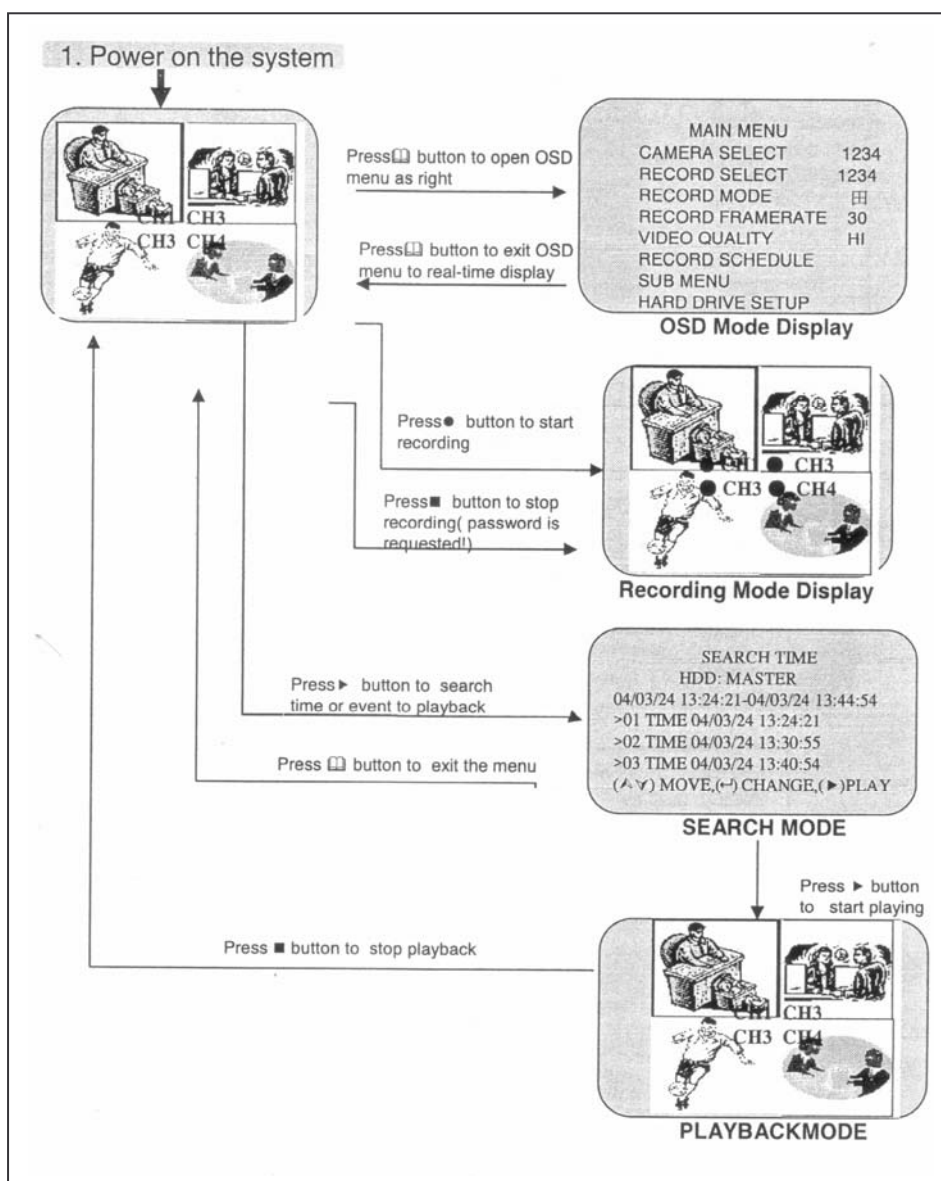 1. Power on the system
CH1 CH3
CH3 CH4
Press🕮 button to open OSD
menu as right
Press🕮 button to exit OSD
menu to real-time display
MAIN MENU
CAMERA SELECT 1234
RECORD SELECT 1234
RECORD MODE 田
RECORD FRAMERATE 30
VIDEO QUALITY HI
RECORD SCHEDULE
SUB MENU
HARD DRIVE SETUP
OSD Mode Display
Press● button to start
recording
Press■ button to stop
recording( password is
requested!)
● CH1 ● CH3
● CH3 ● CH4
Recording Mode Display
Press► button to search
time or event to playback
Press 🕮 button to exit the menu
SEARCH TIME
HDD: MASTER
04/03/24 13:24:21-04/03/24 13:44:54
>01 TIME 04/03/24 13:24:21
>02 TIME 04/03/24 13:30:55
>03 TIME 04/03/24 13:40:54
(⋏⋎) MOVE,(↵) CHANGE,(►)PLAY
SEARCH MODE
Press ► button
to start playing
Press ■ button to stop playback
CH1 CH3
CH3 CH4
PLAYBACKMODE